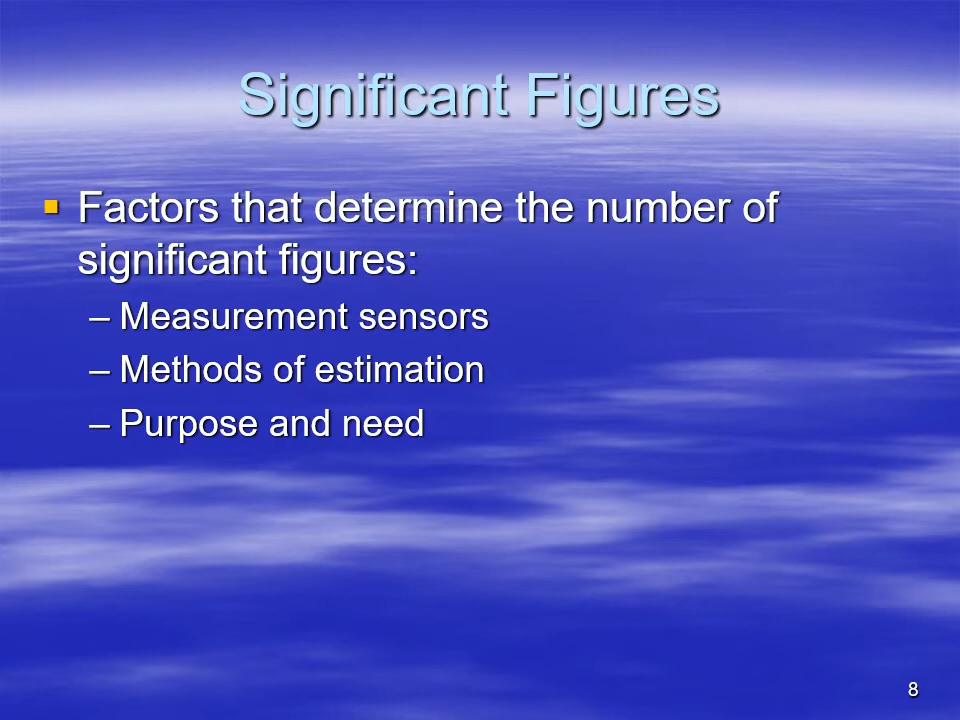 Significant Figures
Factors that determine the number of
significant figures:
– Measurement sensors
– Methods of estimation
– Purpose and need
8